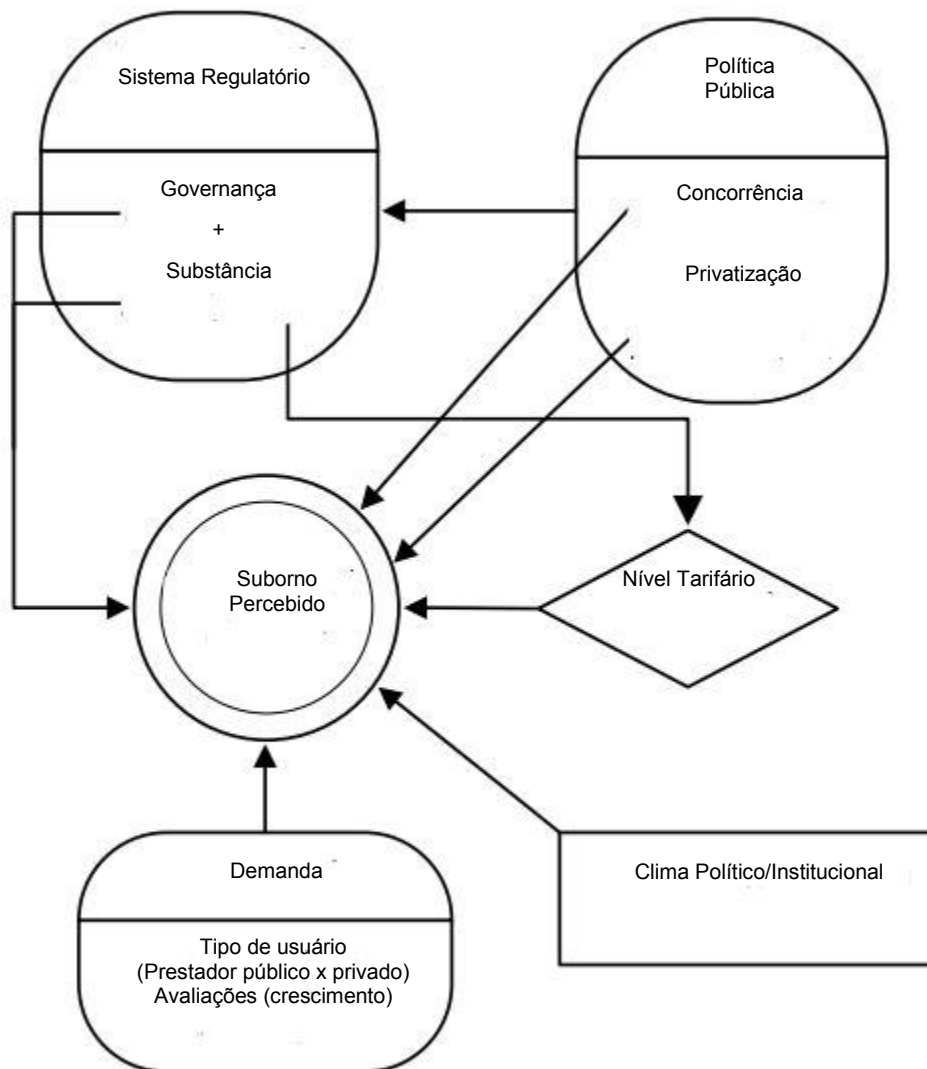 Sistema Regulatório
Governança
+
Substância
Política
Pública
Concorrência
Privatização
Suborno
Percebido
Nível Tarifário
Demanda
Tipo de usuário
(Prestador público x privado)
Avaliações (crescimento)
Clima Político/Institucional